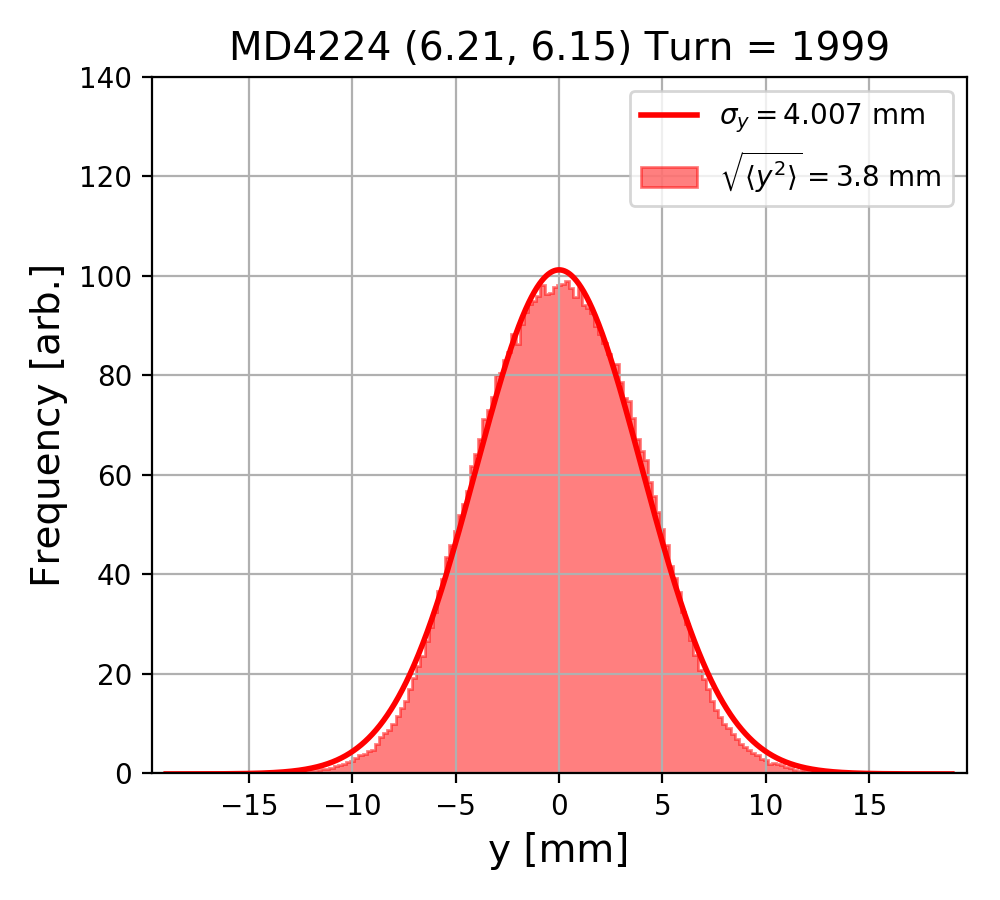 MD4224 (6.21, 6.15) Turn = 1999
140
120
100
80
60
40
20
0
Frequency [arb.]
σ_y = 4.007 mm
√⟨y²⟩ = 3.8 mm
−15 −10 −5 0 5 10 15
y [mm]